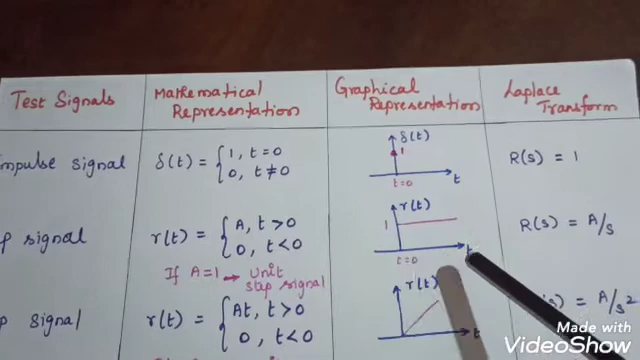 Test Signals
Mathematical Representation
Graphical Representation
Laplace Transform
impulse signal
δ(t) = { 1, t=0
0, t≠0
δ(t)
1
t=0
t
R(s) = 1
p signal
r(t) = { A, t>0
0, t<0
If A=1 → Unit step signal
r(t)
1
t=0
t
R(s) = A/s
p signal
r(t) = { At, t>0
0, t<0
r(t)
t
(s) = A/s²
Made with
VideoShow